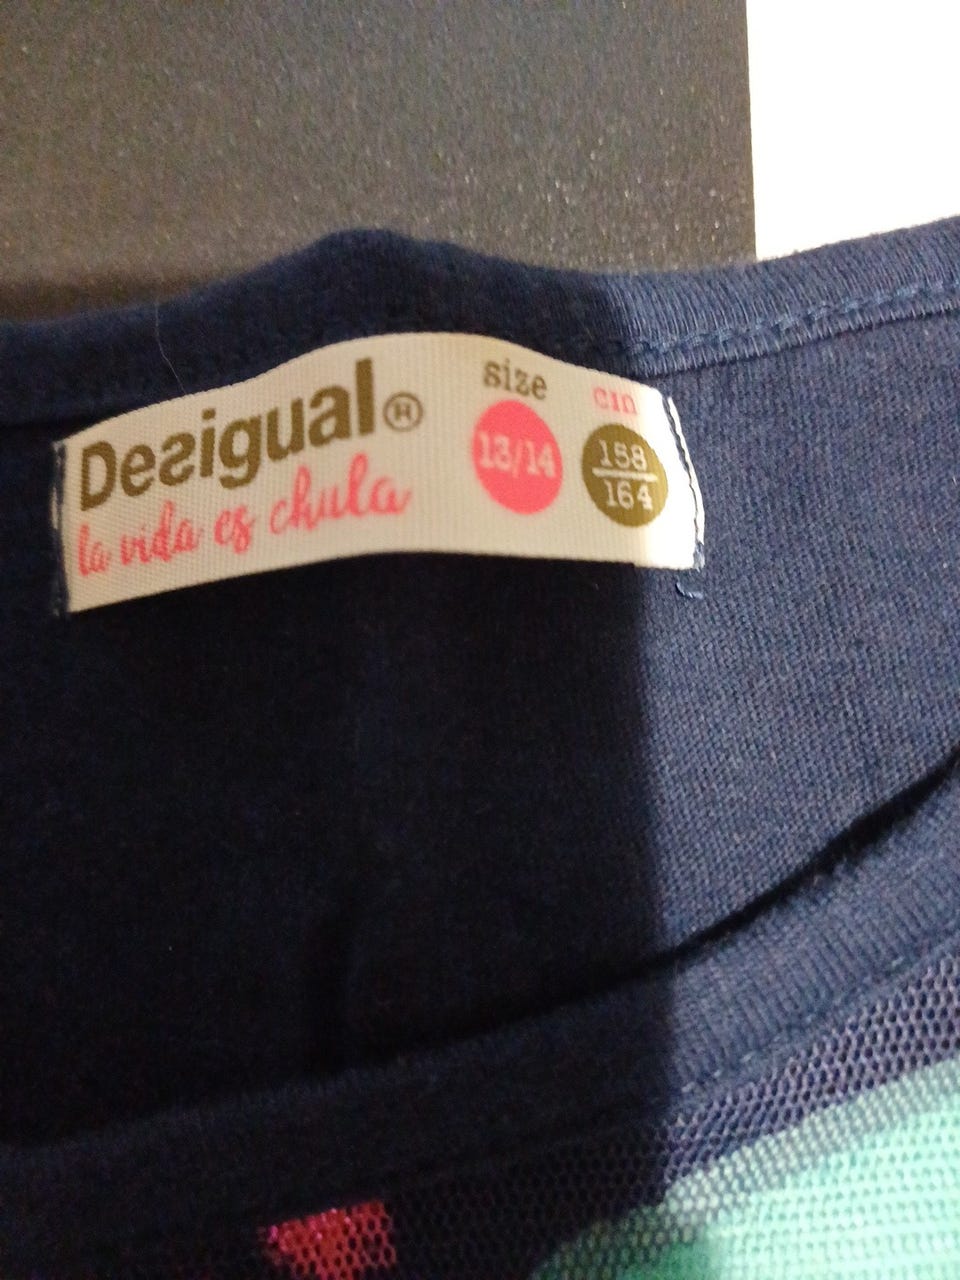 Desigual®
la vida es chula
size
13/14
cm
158
164